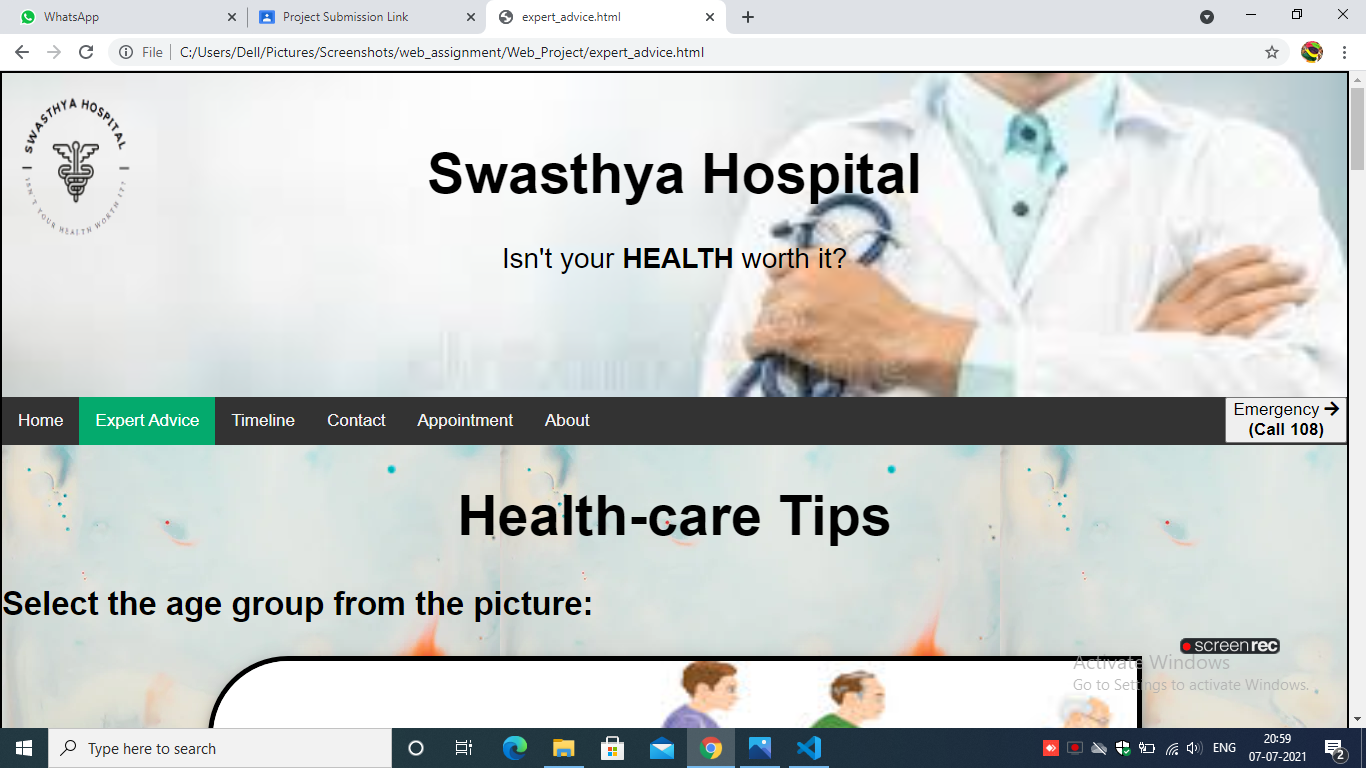 WhatsApp
Project Submission Link
expert_advice.html
File
C:/Users/Dell/Pictures/Screenshots/web_assignment/Web_Project/expert_advice.html
SWASTHYA HOSPITAL
ISN'T YOUR HEALTH WORTH IT?
Swasthya Hospital
Isn't your HEALTH worth it?
Home
Expert Advice
Timeline
Contact
Appointment
About
Emergency →
(Call 108)
Health-care Tips
Select the age group from the picture:
screenrec
Activate Windows
Go to Settings to activate Windows.
Type here to search
ENG
20:59
07-07-2021
2